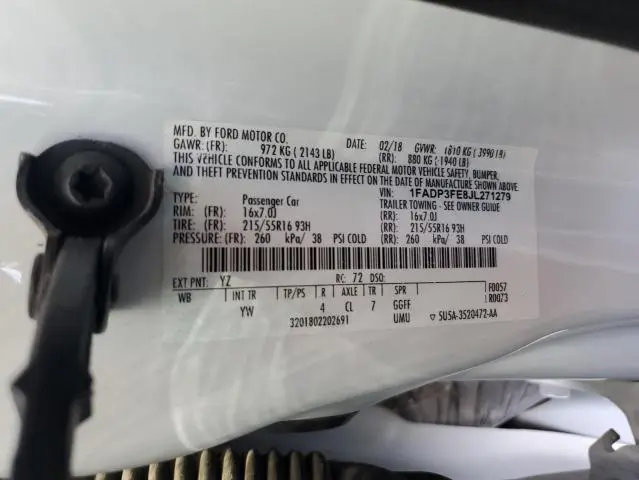 MFD. BY FORD MOTOR CO. DATE: 02/18 GVWR: 1810 KG (3990 LB)
GAWR: (FR): 972 KG (2143 LB) (RR): 880 KG (1940 LB)
THIS VEHICLE CONFORMS TO ALL APPLICABLE FEDERAL MOTOR VEHICLE SAFETY, BUMPER,
AND THEFT PREVENTION STANDARDS IN EFFECT ON THE DATE OF MANUFACTURE SHOWN ABOVE.
VIN: 1FADP3FE8JL271279
TYPE: Passenger Car TRAILER TOWING - SEE OWNER GUIDE
RIM: (FR): 16x7.0J (RR): 16x7.0J
TIRE: (FR): 215/55R16 93H (RR): 215/55R16 93H
PRESSURE: (FR): 260 kPa/ 38 PSI COLD (RR): 260 kPa/ 38 PSI COLD
EXT PNT: YZ RC: 72 DSO: F0057
WB INT TR TP/PS R AXLE TR SPR R0073
YW 4 CL 7 GGFF
3201802202691 UMU 5U5A-3520472-AA